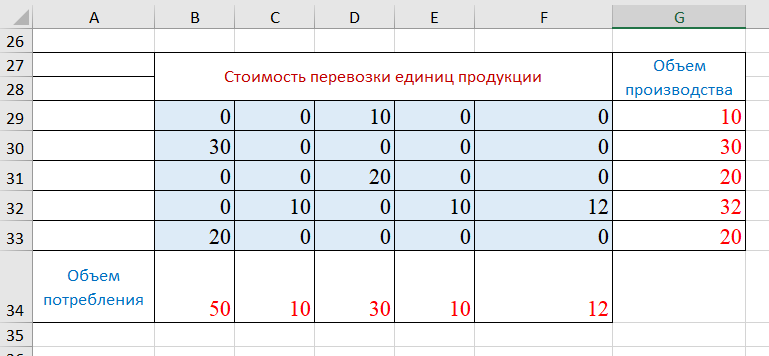 A B C D E F G
26
27 Стоимость перевозки единиц продукции Объем
28 производства
29 0 0 10 0 0 10
30 30 0 0 0 0 30
31 0 0 20 0 0 20
32 0 10 0 10 12 32
33 20 0 0 0 0 20
Объем
потребления
34 50 10 30 10 12
35